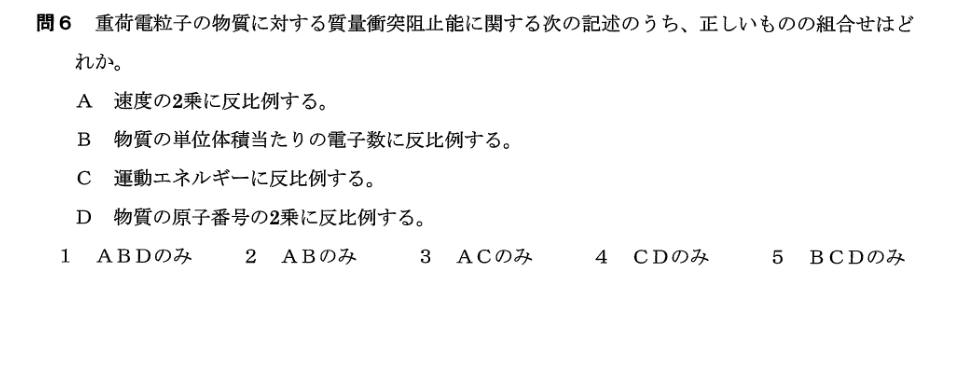 問6 重荷電粒子の物質に対する質量衝突阻止能に関する次の記述のうち、正しいものの組合せはど
れか。
A 速度の2乗に反比例する。
B 物質の単位体積当たりの電子数に反比例する。
C 運動エネルギーに反比例する。
D 物質の原子番号の2乗に反比例する。
1 ABDのみ 2 ABのみ 3 ACのみ 4 CDのみ 5 BCDのみ